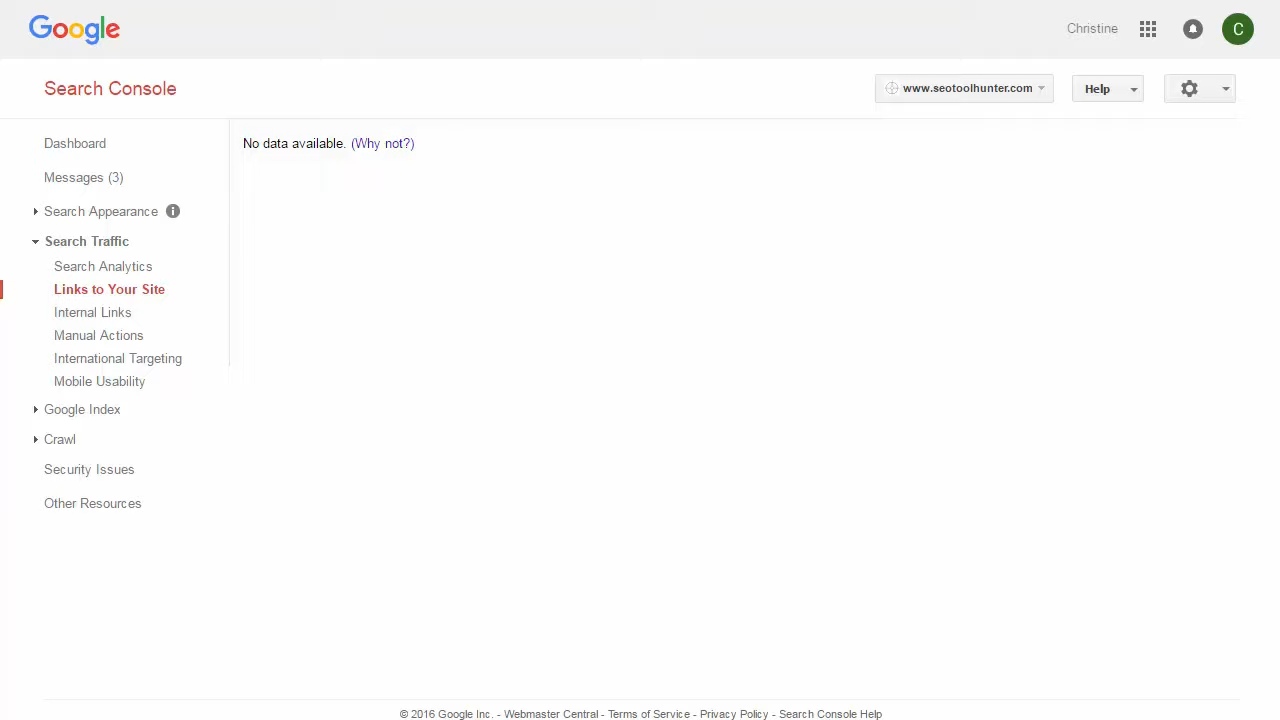 Google
Christine
C
Search Console
www.seotoolhunter.com
Help
Dashboard
No data available. (Why not?)
Messages (3)
Search Appearance
i
Search Traffic
Search Analytics
Links to Your Site
Internal Links
Manual Actions
International Targeting
Mobile Usability
Google Index
Crawl
Security Issues
Other Resources
© 2016 Google Inc. - Webmaster Central - Terms of Service - Privacy Policy - Search Console Help